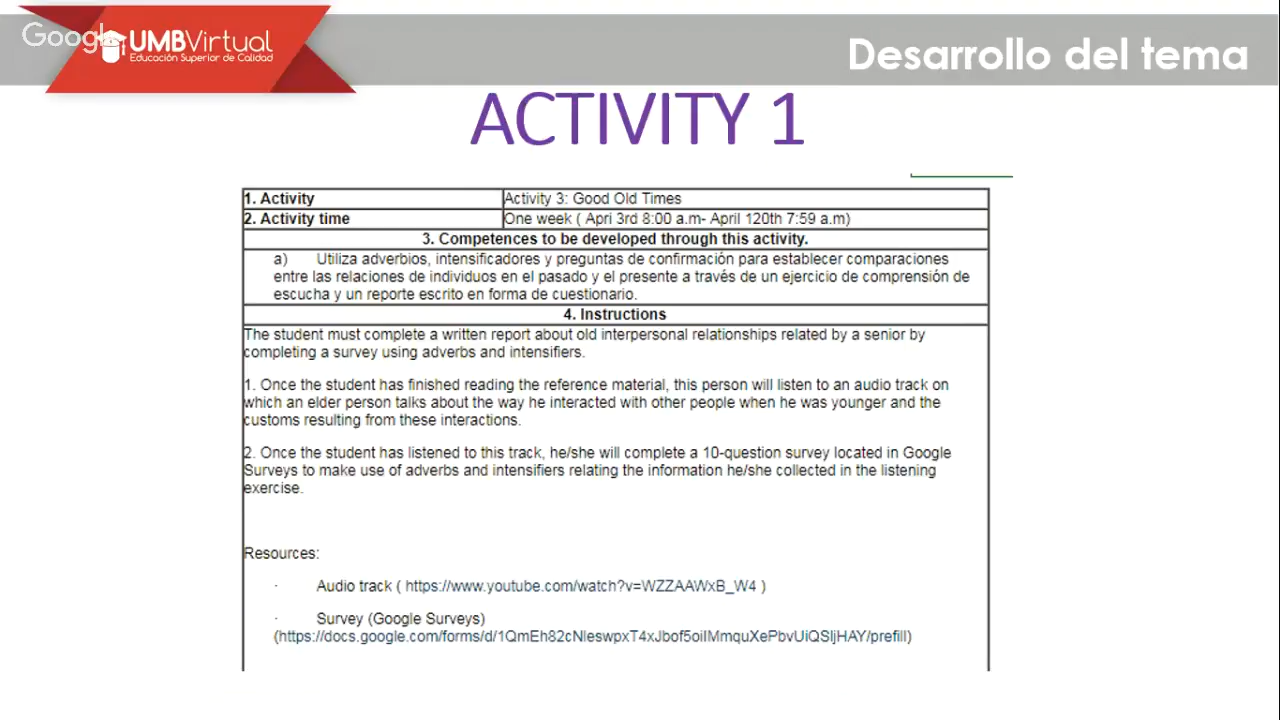 Google
UMBVirtual
Educación Superior de Calidad
Desarrollo del tema
ACTIVITY 1
1. Activity
Activity 3: Good Old Times
2. Activity time
One week ( Apri 3rd 8:00 a.m- April 120th 7:59 a.m)
3. Competences to be developed through this activity.
a) Utiliza adverbios, intensificadores y preguntas de confirmación para establecer comparaciones
entre las relaciones de individuos en el pasado y el presente a través de un ejercicio de comprensión de
escucha y un reporte escrito en forma de cuestionario.
4. Instructions
The student must complete a written report about old interpersonal relationships related by a senior by
completing a survey using adverbs and intensifiers.
1. Once the student has finished reading the reference material, this person will listen to an audio track on
which an elder person talks about the way he interacted with other people when he was younger and the
customs resulting from these interactions.
2. Once the student has listened to this track, he/she will complete a 10-question survey located in Google
Surveys to make use of adverbs and intensifiers relating the information he/she collected in the listening
exercise.
Resources:
· Audio track ( https://www.youtube.com/watch?v=WZZAAWxB_W4 )
· Survey (Google Surveys)
(https://docs.google.com/forms/d/1QmEh82cNIeswpxT4xJbof5oiIMmquXePbvUiQSIjHAY/prefill)